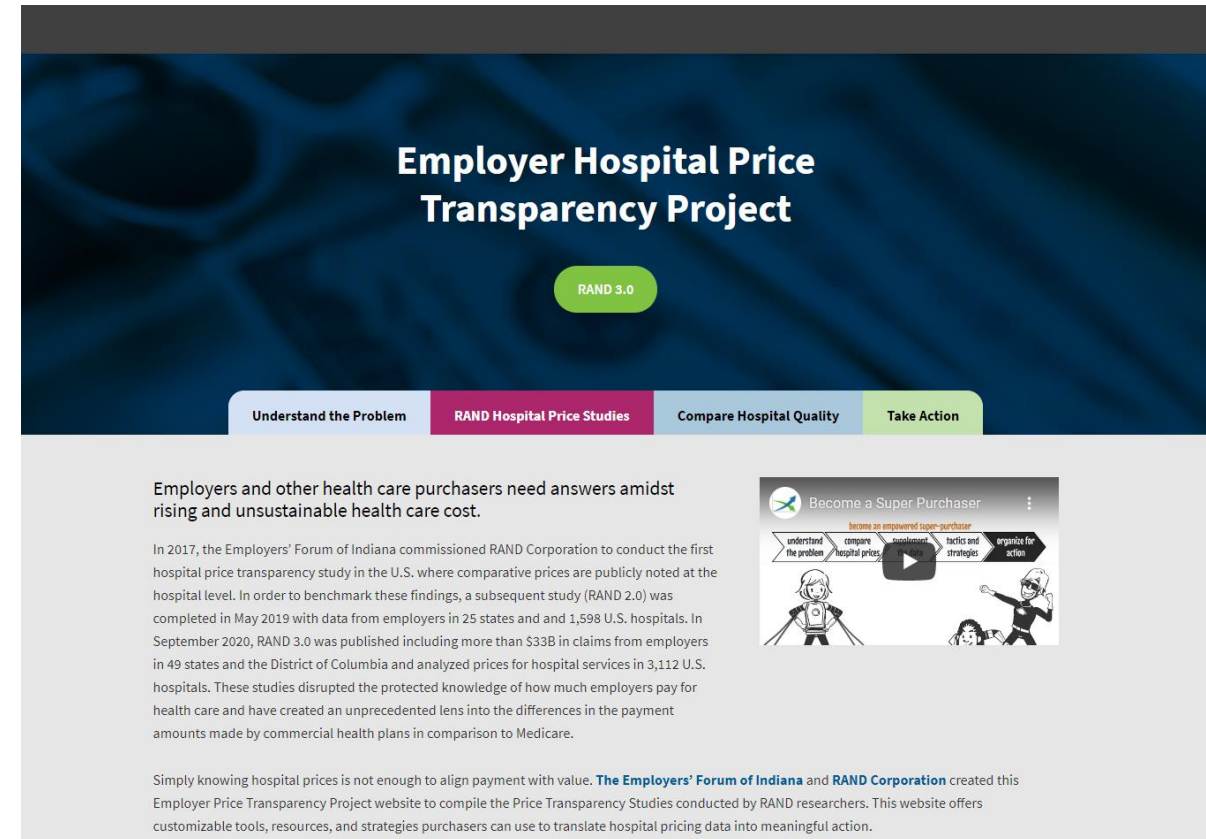 Employer Hospital Price
Transparency Project
RAND 3.0
Understand the Problem
RAND Hospital Price Studies
Compare Hospital Quality
Take Action
Employers and other health care purchasers need answers amidst
rising and unsustainable health care cost.
In 2017, the Employers’ Forum of Indiana commissioned RAND Corporation to conduct the first
hospital price transparency study in the U.S. where comparative prices are publicly noted at the
hospital level. In order to benchmark these findings, a subsequent study (RAND 2.0) was
completed in May 2019 with data from employers in 25 states and and 1,598 U.S. hospitals. In
September 2020, RAND 3.0 was published including more than $33B in claims from employers
in 49 states and the District of Columbia and analyzed prices for hospital services in 3,112 U.S.
hospitals. These studies disrupted the protected knowledge of how much employers pay for
health care and have created an unprecedented lens into the differences in the payment
amounts made by commercial health plans in comparison to Medicare.
Become a Super Purchaser
become an empowered super-purchaser
understand
the problem
compare
hospital prices
supplement
the data
tactics and
strategies
organize for
action
Simply knowing hospital prices is not enough to align payment with value. The Employers’ Forum of Indiana and RAND Corporation created this
Employer Price Transparency Project website to compile the Price Transparency Studies conducted by RAND researchers. This website offers
customizable tools, resources, and strategies purchasers can use to translate hospital pricing data into meaningful action.